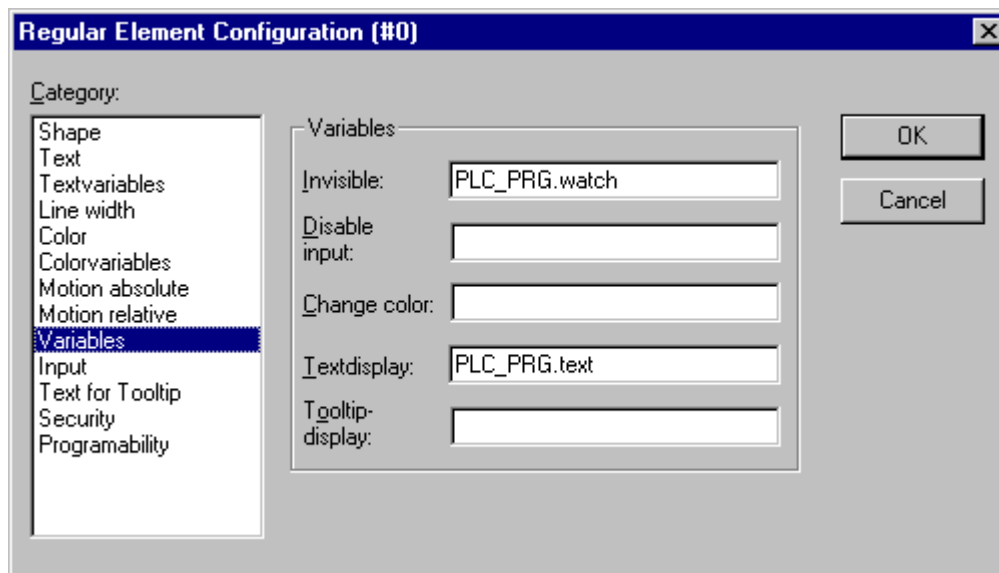 Regular Element Configuration (#0)
Category:
Shape
Text
Textvariables
Line width
Color
Colorvariables
Motion absolute
Motion relative
Variables
Input
Text for Tooltip
Security
Programability
Variables
Invisible: PLC_PRG.watch
Disable
input:
Change color:
Textdisplay: PLC_PRG.text
Tooltip-
display:
OK
Cancel